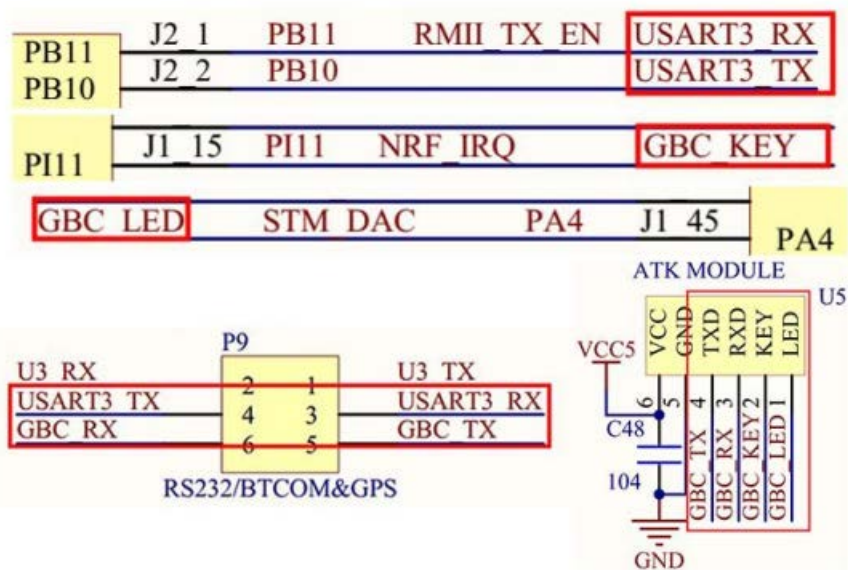 PB11 J2_1 PB11 RMII_TX_EN USART3_RX
PB10 J2_2 PB10 USART3_TX
PI11 J1_15 PI11 NRF_IRQ GBC_KEY
GBC_LED STM_DAC PA4 J1_45 PA4
ATK MODULE
U5
VCC GND TXD RXD KEY LED
VCC5
6 5 4 3 2 1
C48
104
GBC_TX GBC_RX GBC_KEY GBC_LED
GND
P9
U3_RX 2 1 U3_TX
USART3_TX 4 3 USART3_RX
GBC_RX 6 5 GBC_TX
RS232/BTCOM&GPS